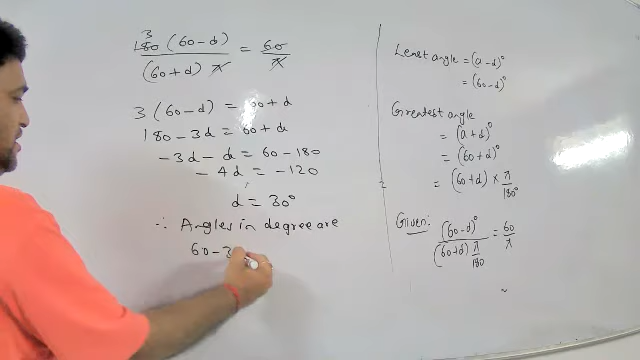 3
180 (60-d) / (60+d) π = 60 / π
3 (60-d) = 60 + d
180 - 3d = 60 + d
-3d - d = 60 - 180
- 4d = -120
d = 30°
∴ Angles in degree are
60 - 3
Least angle = (a - d)°
= (60 - d)°
Greatest angle
= (a + d)°
= (60 + d)°
= (60 + d) × π / 180°
Given:
(60-d)° / (60+d) π/180 = 60 / π